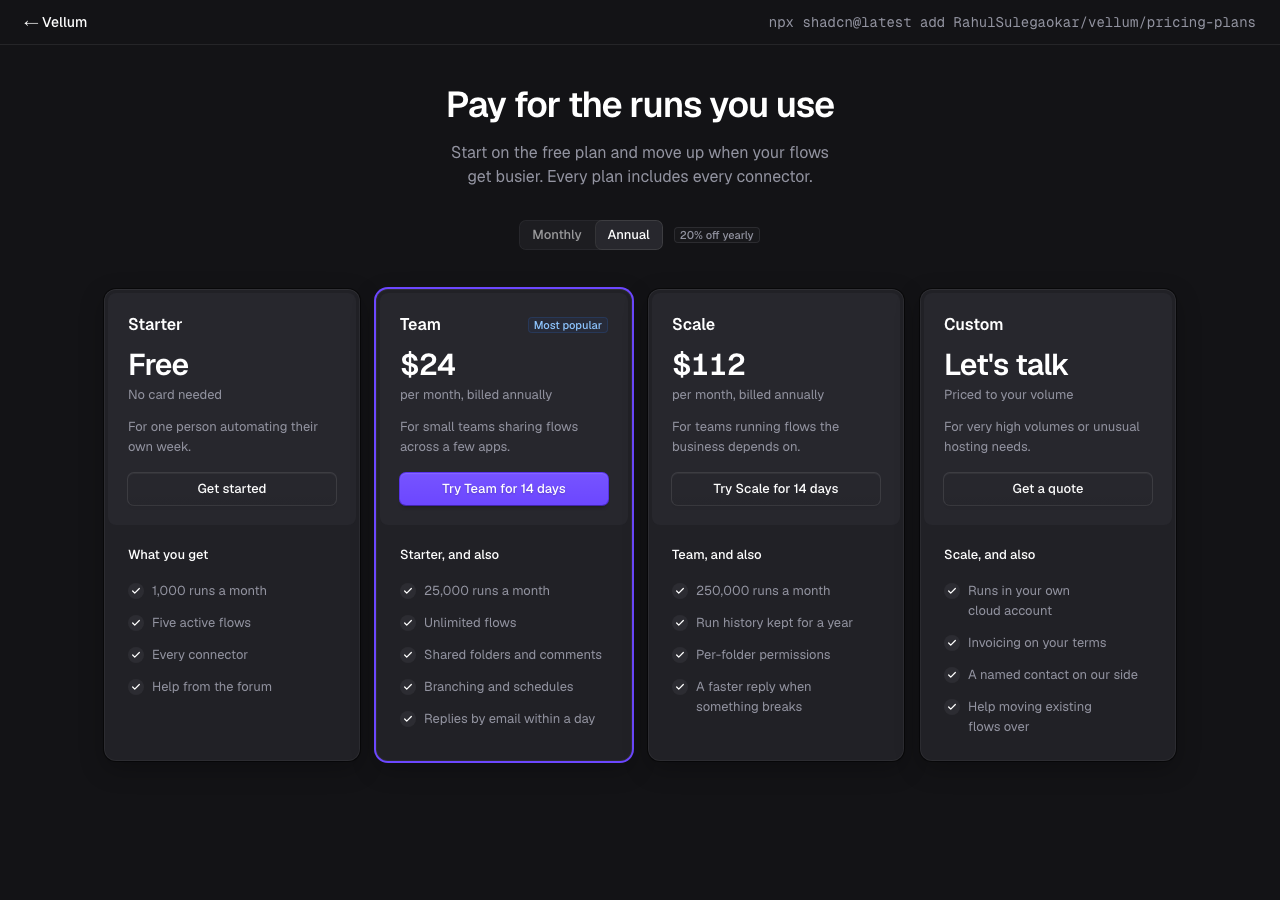 ← Vellum
npx shadcn@latest add RahulSulegaokar/vellum/pricing-plans
Pay for the runs you use
Start on the free plan and move up when your flows
get busier. Every plan includes every connector.
Monthly
Annual
20% off yearly
Starter
Free
No card needed
For one person automating their
own week.
Get started
What you get
1,000 runs a month
Five active flows
Every connector
Help from the forum
Team
Most popular
$24
per month, billed annually
For small teams sharing flows
across a few apps.
Try Team for 14 days
Starter, and also
25,000 runs a month
Unlimited flows
Shared folders and comments
Branching and schedules
Replies by email within a day
Scale
$112
per month, billed annually
For teams running flows the
business depends on.
Try Scale for 14 days
Team, and also
250,000 runs a month
Run history kept for a year
Per-folder permissions
A faster reply when
something breaks
Custom
Let's talk
Priced to your volume
For very high volumes or unusual
hosting needs.
Get a quote
Scale, and also
Runs in your own
cloud account
Invoicing on your terms
A named contact on our side
Help moving existing
flows over